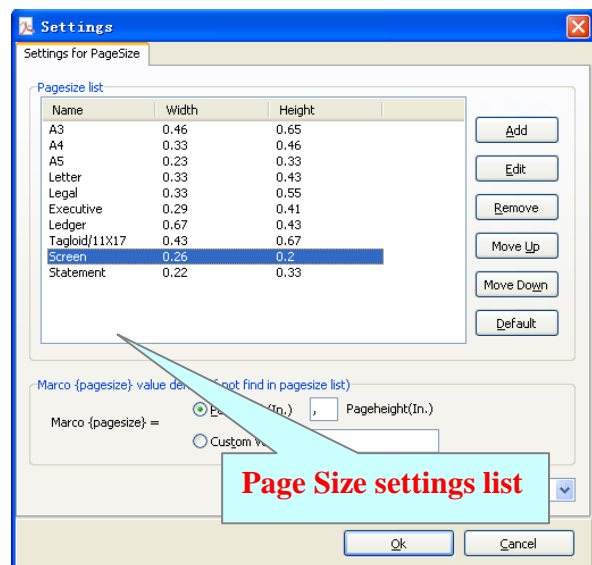 Settings
Settings for PageSize
Pagesize list
Name Width Height
A3 0.46 0.65
A4 0.33 0.46
A5 0.23 0.33
Letter 0.33 0.43
Legal 0.33 0.55
Executive 0.29 0.41
Ledger 0.67 0.43
Tagloid/11X17 0.43 0.67
Screen 0.26 0.2
Statement 0.22 0.33
Add
Edit
Remove
Move Up
Move Down
Default
Marco {pagesize} value not find in pagesize list)
Marco {pagesize} =
(In.) , Pageheight(In.)
Custom
Page Size settings list
Ok Cancel